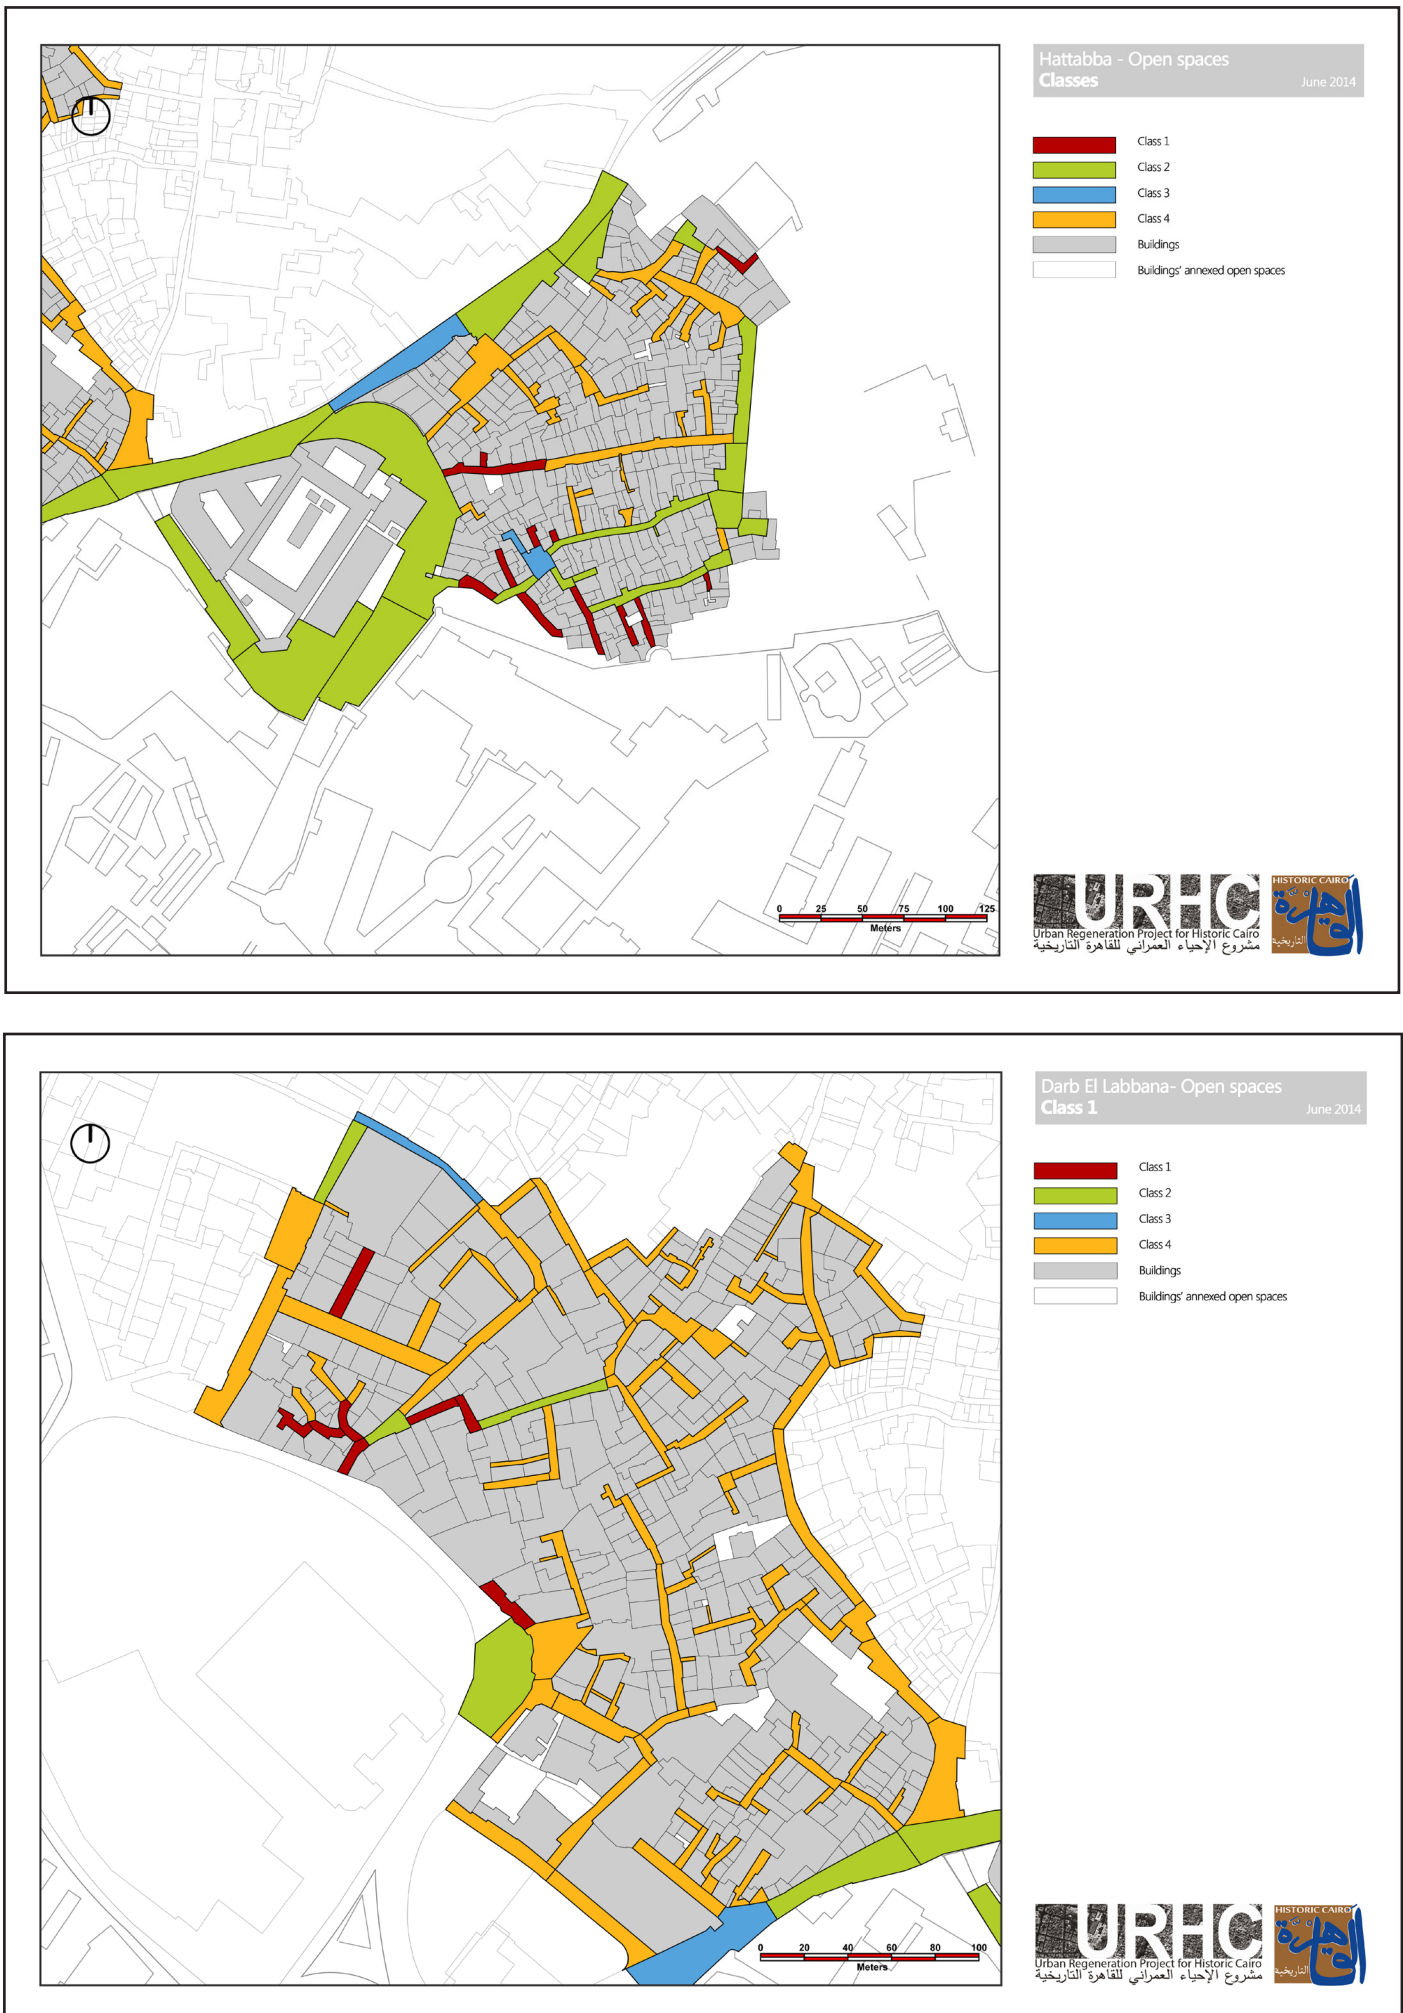 Hattabba - Open spaces
Classes June 2014
Class 1
Class 2
Class 3
Class 4
Buildings
Buildings' annexed open spaces
0 25 50 75 100 125
Meters
URHC
Urban Regeneration Project for Historic Cairo
مشروع الإحياء العمراني للقاهرة التاريخية
HISTORIC CAIRO
القاهرة
التاريخية
Darb El Labbana- Open spaces
Class 1 June 2014
Class 1
Class 2
Class 3
Class 4
Buildings
Buildings' annexed open spaces
0 20 40 60 80 100
Meters
URHC
Urban Regeneration Project for Historic Cairo
مشروع الإحياء العمراني للقاهرة التاريخية
HISTORIC CAIRO
القاهرة
التاريخية